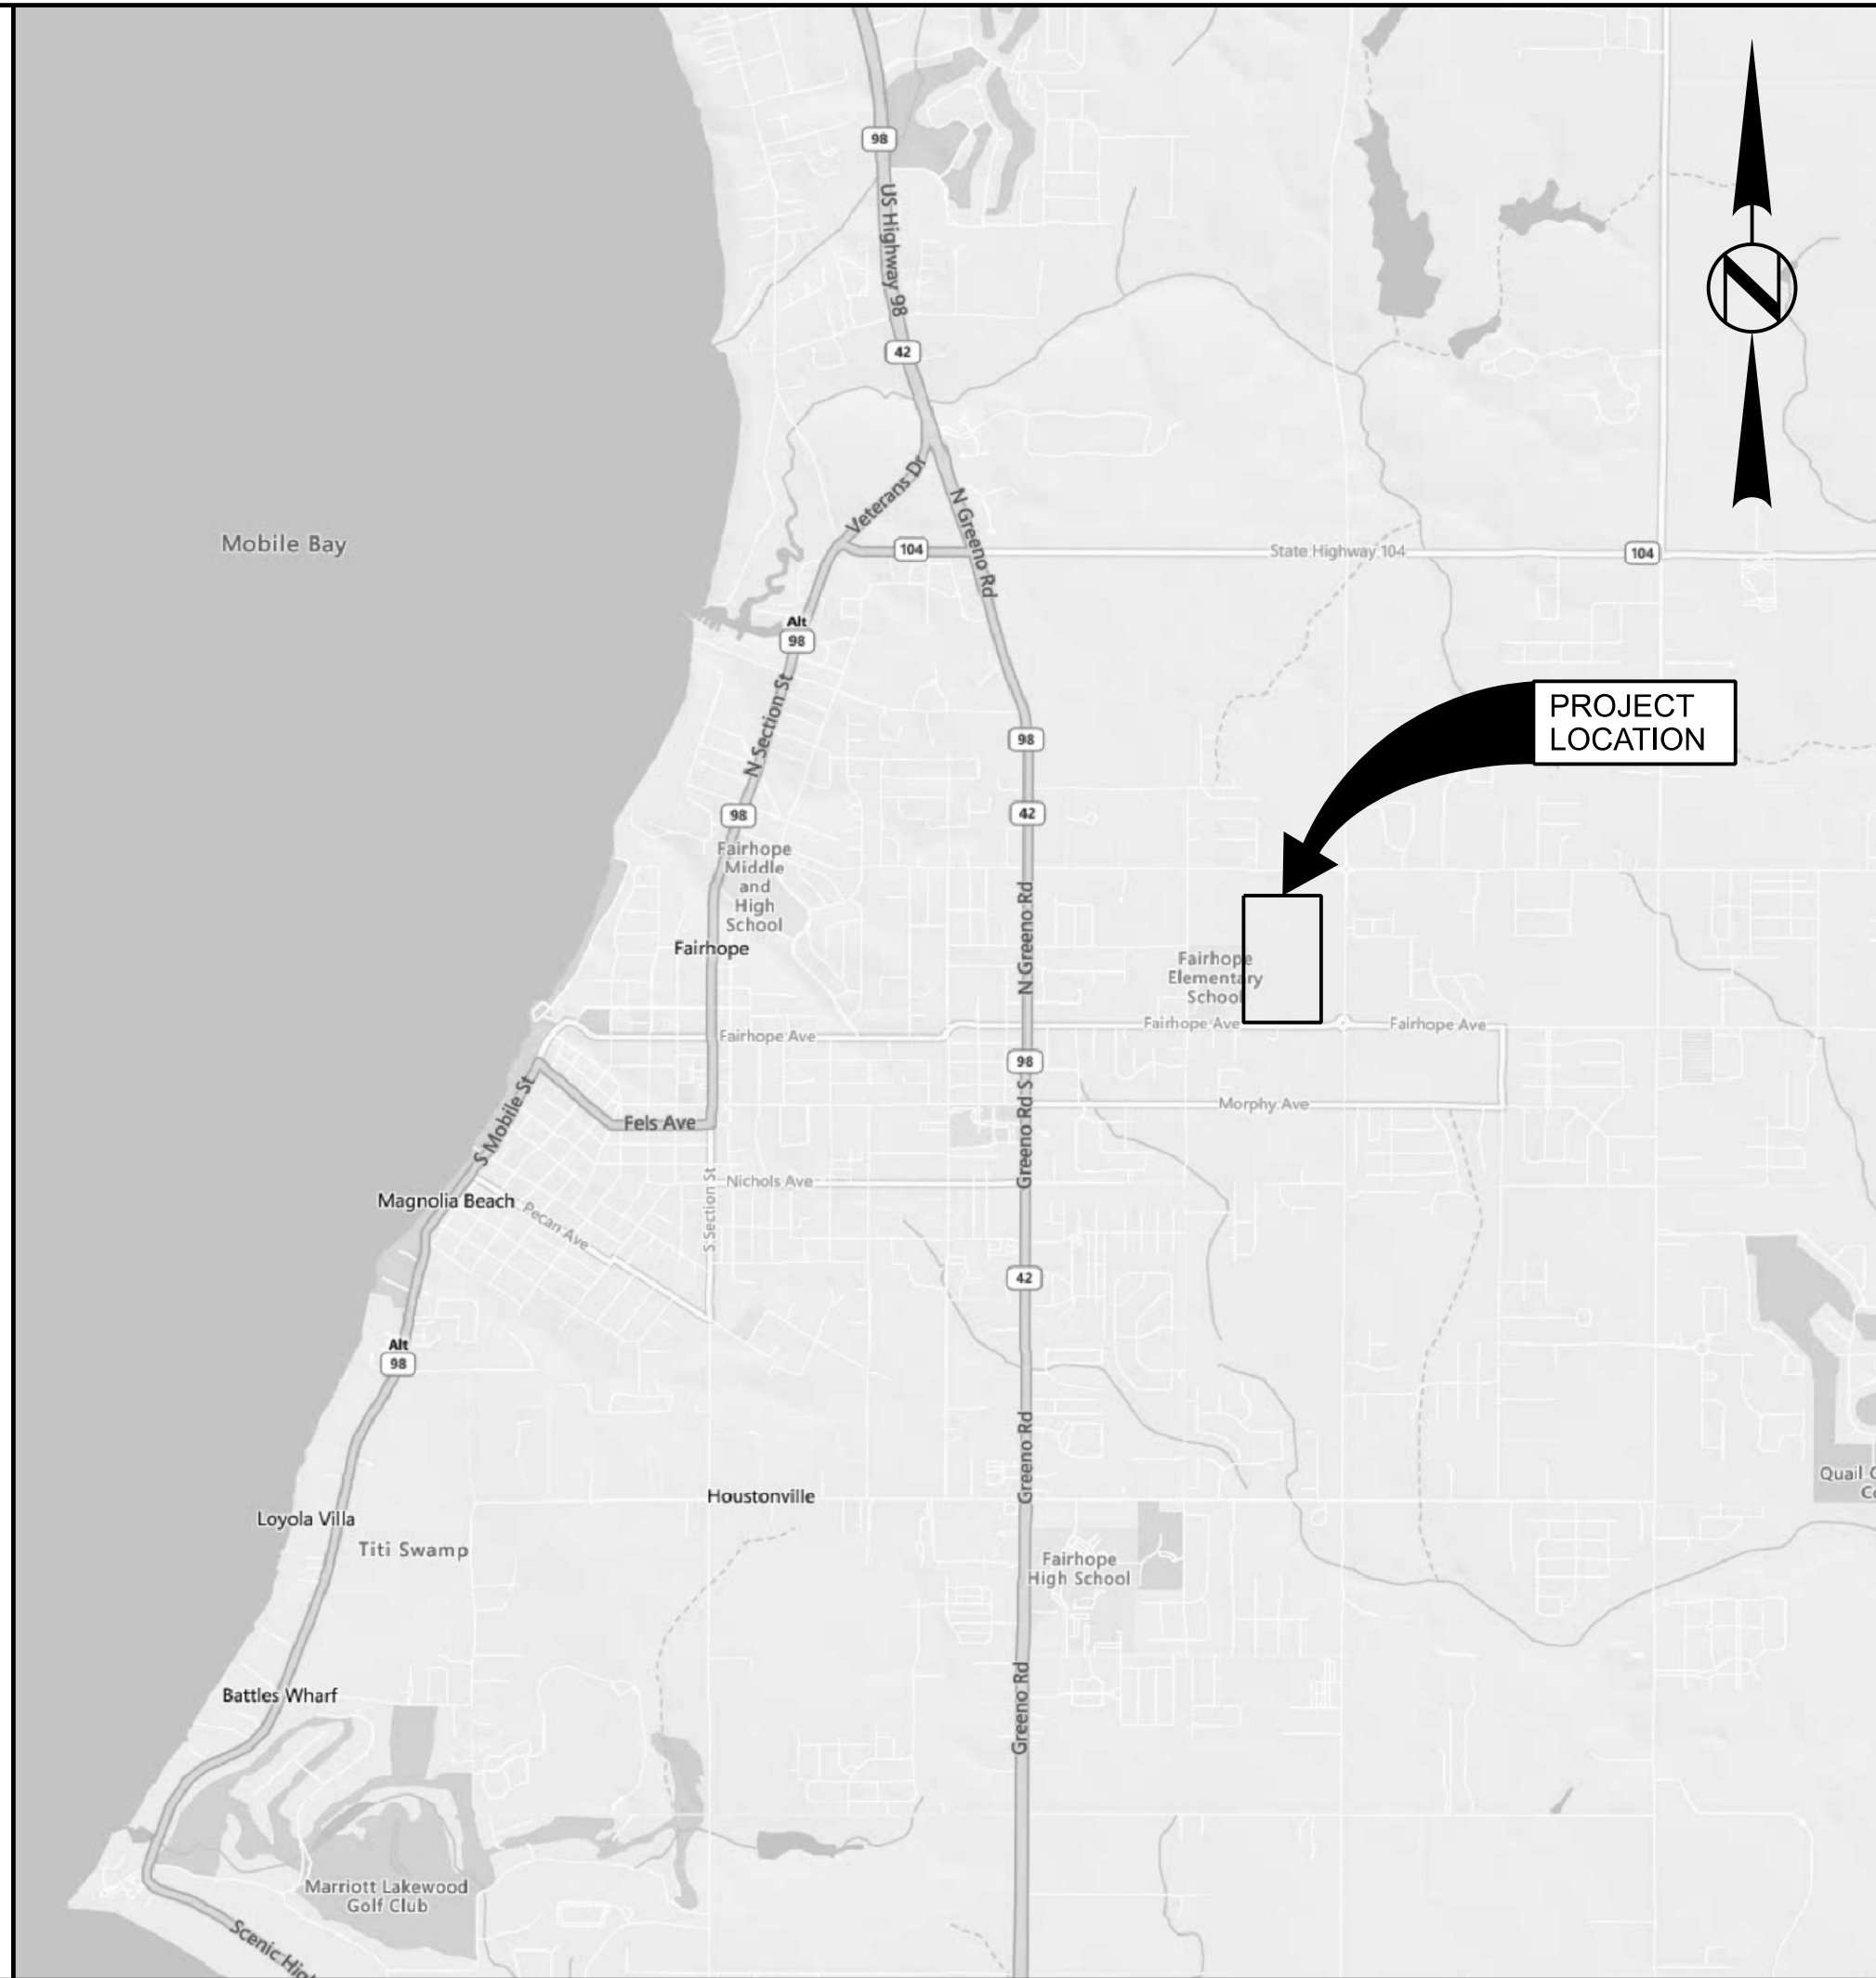 98
US Highway 98
42
Veterans Dr
N Greeno Rd
Mobile Bay
104
State Highway 104
104
Alt
98
N Section St
PROJECT
LOCATION
98
42
98
Fairhope
Middle
and
High
School
Fairhope
N Greeno Rd
Fairhope
Elementary
School
Fairhope Ave
Fairhope Ave
Fairhope Ave
98
S Mobile St
Fels Ave
Greeno Rd S
Morphy Ave
Nichols Ave
Magnolia Beach
Pecan Ave
S Section St
42
Alt
98
Greeno Rd
Quail
Houstonville
Loyola Villa
Titi Swamp
Fairhope
High School
Battles Wharf
Greeno Rd
Marriott Lakewood
Golf Club
Scenic
N